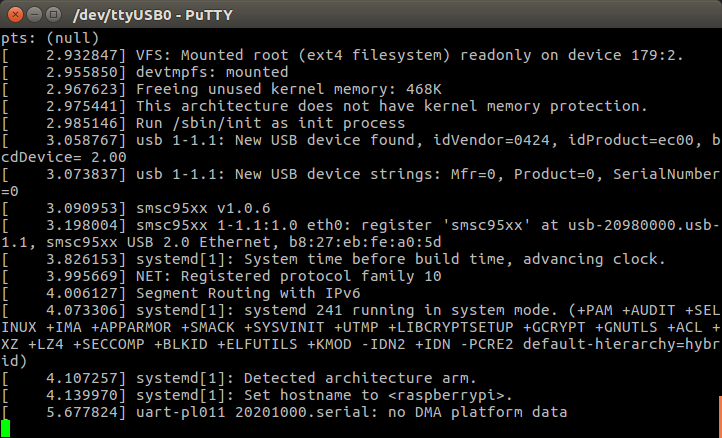 /dev/ttyUSB0 - PuTTY
pts: (null)
[    2.932847] VFS: Mounted root (ext4 filesystem) readonly on device 179:2.
[    2.955850] devtmpfs: mounted
[    2.967623] Freeing unused kernel memory: 468K
[    2.975441] This architecture does not have kernel memory protection.
[    2.985146] Run /sbin/init as init process
[    3.058767] usb 1-1.1: New USB device found, idVendor=0424, idProduct=ec00, b
cdDevice= 2.00
[    3.073837] usb 1-1.1: New USB device strings: Mfr=0, Product=0, SerialNumber
=0
[    3.090953] smsc95xx v1.0.6
[    3.198004] smsc95xx 1-1.1:1.0 eth0: register 'smsc95xx' at usb-20980000.usb-
1.1, smsc95xx USB 2.0 Ethernet, b8:27:eb:fe:a0:5d
[    3.826153] systemd[1]: System time before build time, advancing clock.
[    3.995669] NET: Registered protocol family 10
[    4.006127] Segment Routing with IPv6
[    4.073306] systemd[1]: systemd 241 running in system mode. (+PAM +AUDIT +SEL
INUX +IMA +APPARMOR +SMACK +SYSVINIT +UTMP +LIBCRYPTSETUP +GCRYPT +GNUTLS +ACL +
XZ +LZ4 +SECCOMP +BLKID +ELFUTILS +KMOD -IDN2 +IDN -PCRE2 default-hierarchy=hybr
id)
[    4.107257] systemd[1]: Detected architecture arm.
[    4.139970] systemd[1]: Set hostname to <raspberrypi>.
[    5.677824] uart-pl011 20201000.serial: no DMA platform data